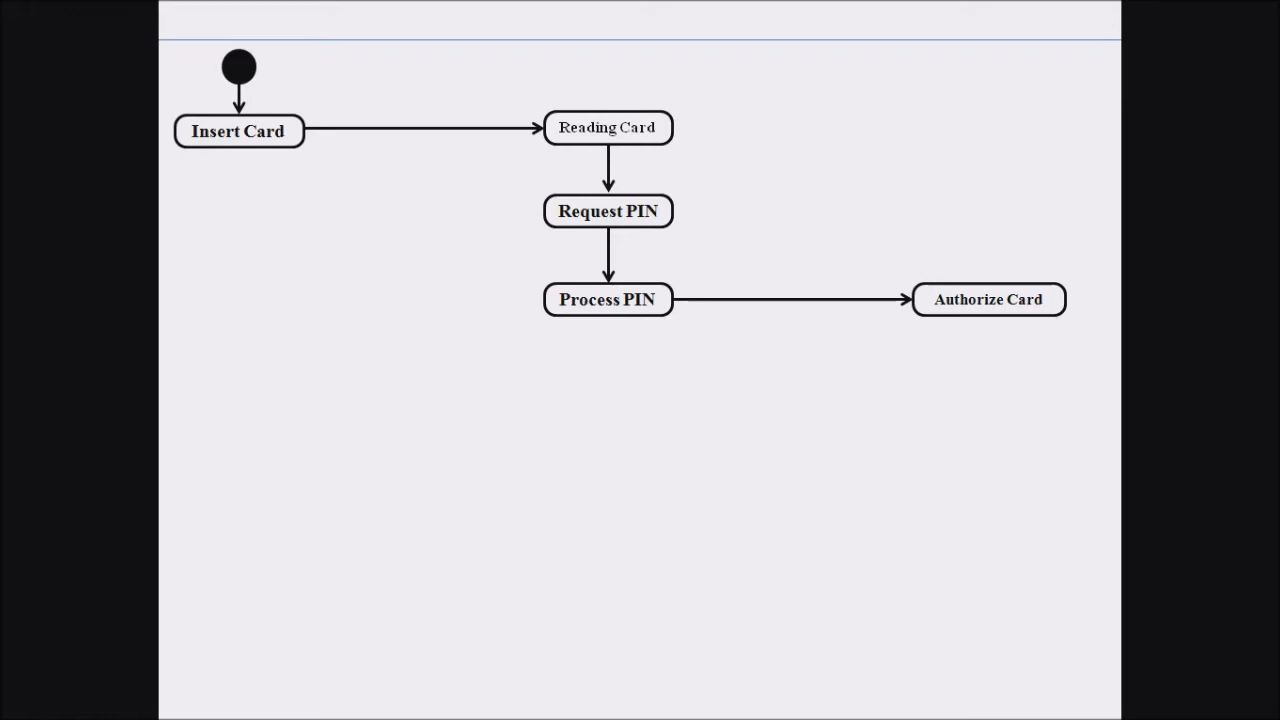 Insert Card
Reading Card
Request PIN
Process PIN
Authorize Card